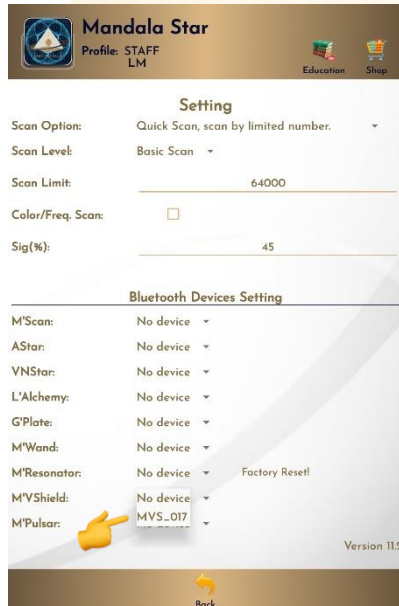 Mandala Star
Profile: STAFF
LM
Education
Shop
Setting
Scan Option: Quick Scan, scan by limited number.
Scan Level: Basic Scan
Scan Limit: 64000
Color/Freq. Scan:
Sig(%): 45
Bluetooth Devices Setting
M'Scan: No device
AStar: No device
VNStar: No device
L'Alchemy: No device
G'Plate: No device
M'Wand: No device
M'Resonator: No device Factory Reset!
M'VShield: No device
MVS_017
M'Pulsar:
Version 11.
Back